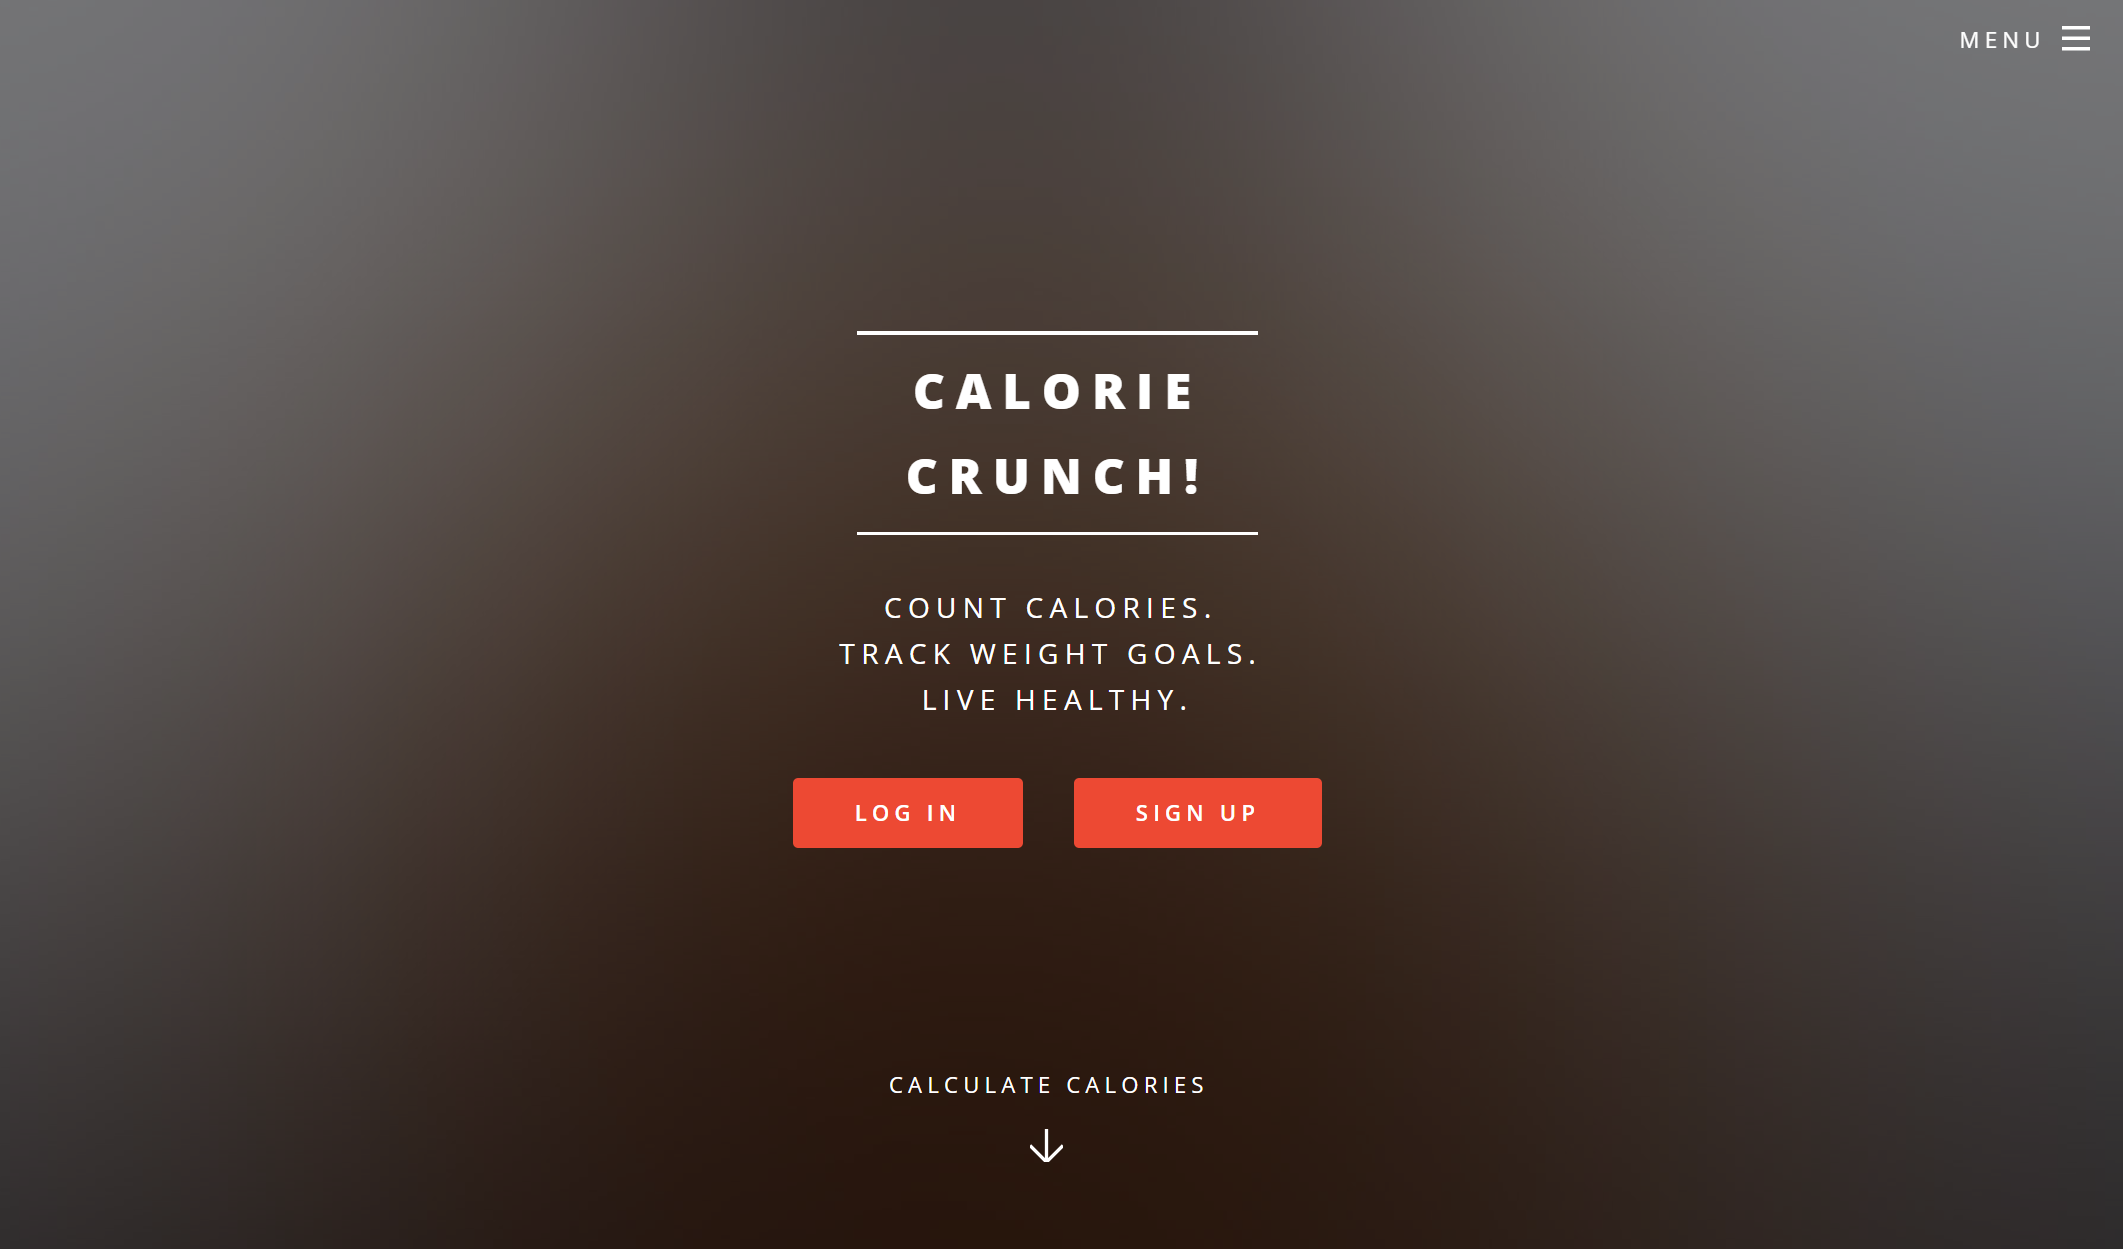 MENU
CALORIE
CRUNCH!
COUNT CALORIES.
TRACK WEIGHT GOALS.
LIVE HEALTHY.
LOG IN
SIGN UP
CALCULATE CALORIES